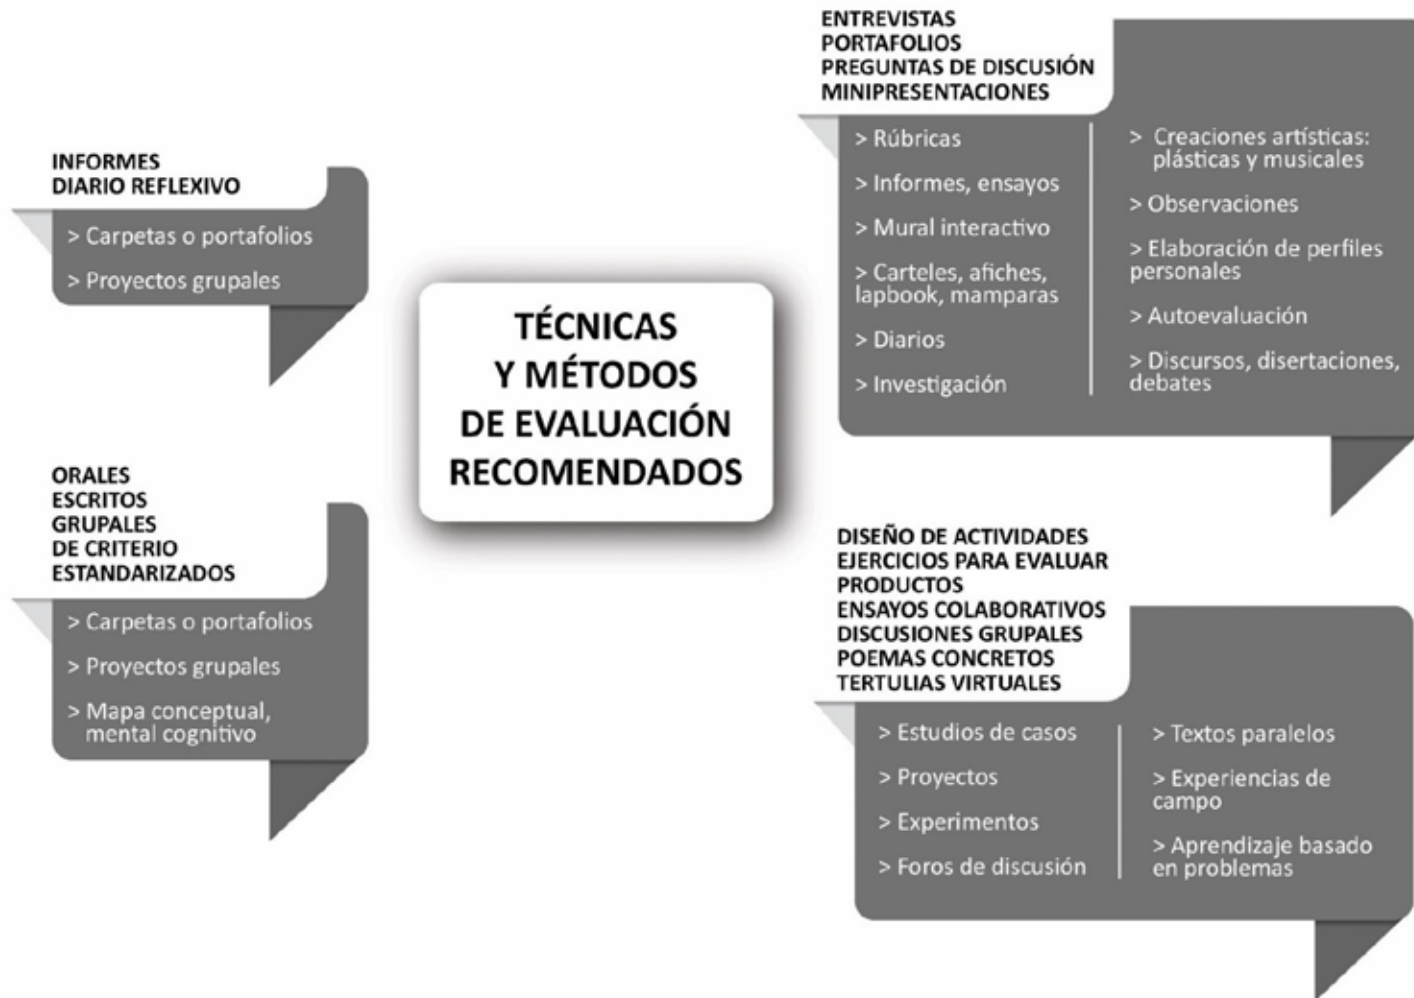 INFORMES
DIARIO REFLEXIVO
> Carpetas o portafolios
> Proyectos grupales
ORALES
ESCRITOS
GRUPALES
DE CRITERIO
ESTANDARIZADOS
> Carpetas o portafolios
> Proyectos grupales
> Mapa conceptual,
mental cognitivo
TÉCNICAS
Y MÉTODOS
DE EVALUACIÓN
RECOMENDADOS
ENTREVISTAS
PORTAFOLIOS
PREGUNTAS DE DISCUSIÓN
MINIPRESENTACIONES
> Rúbricas
> Informes, ensayos
> Mural interactivo
> Carteles, afiches,
lapbook, mamparas
> Diarios
> Investigación
> Creaciones artísticas:
plásticas y musicales
> Observaciones
> Elaboración de perfiles
personales
> Autoevaluación
> Discursos, disertaciones,
debates
DISEÑO DE ACTIVIDADES
EJERCICIOS PARA EVALUAR
PRODUCTOS
ENSAYOS COLABORATIVOS
DISCUSIONES GRUPALES
POEMAS CONCRETOS
TERTULIAS VIRTUALES
> Estudios de casos
> Proyectos
> Experimentos
> Foros de discusión
> Textos paralelos
> Experiencias de
campo
> Aprendizaje basado
en problemas